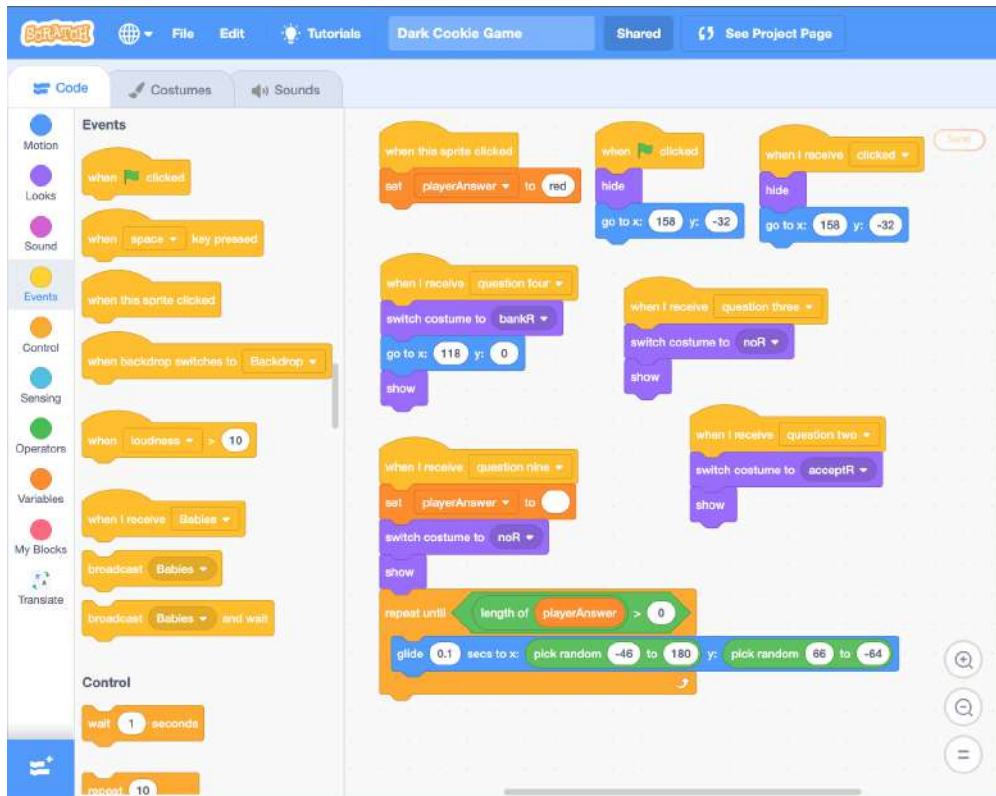 SCRATCH File Edit Tutorials Dark Cookie Game Shared See Project Page
Code Costumes Sounds
Motion
Looks
Sound
Events
Control
Sensing
Operators
Variables
My Blocks
Translate
Events
when clicked
when space key pressed
when this sprite clicked
when backdrop switches to Backdrop
when loudness > 10
when I receive Babies
broadcast Babies
broadcast Babies and wait
Control
wait 1 seconds
repeat 10
when this sprite clicked
set playerAnswer to red
when clicked
hide
go to x: 158 y: -32
when I receive clicked
hide
go to x: 158 y: -32
when I receive question four
switch costume to bankR
go to x: 118 y: 0
show
when I receive question three
switch costume to noR
show
when I receive question two
switch costume to acceptR
show
when I receive question nine
set playerAnswer to
switch costume to noR
show
repeat until length of playerAnswer > 0
glide 0.1 secs to x: pick random -46 to 180 y: pick random 66 to -64